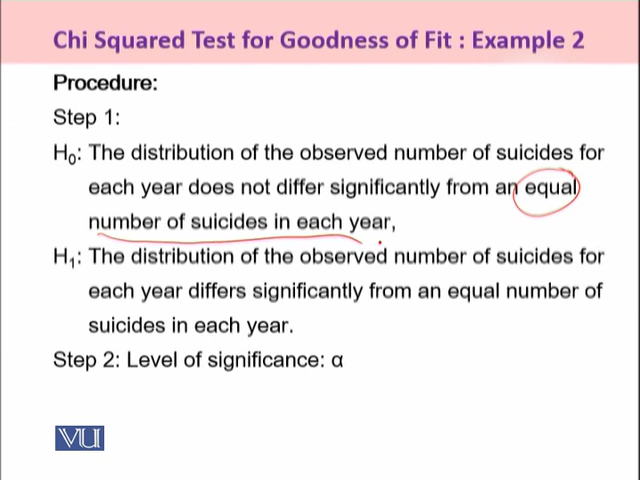 Chi Squared Test for Goodness of Fit : Example 2
Procedure:
Step 1:
H₀: The distribution of the observed number of suicides for
each year does not differ significantly from an equal
number of suicides in each year,
H₁: The distribution of the observed number of suicides for
each year differs significantly from an equal number of
suicides in each year.
Step 2: Level of significance: α
VU